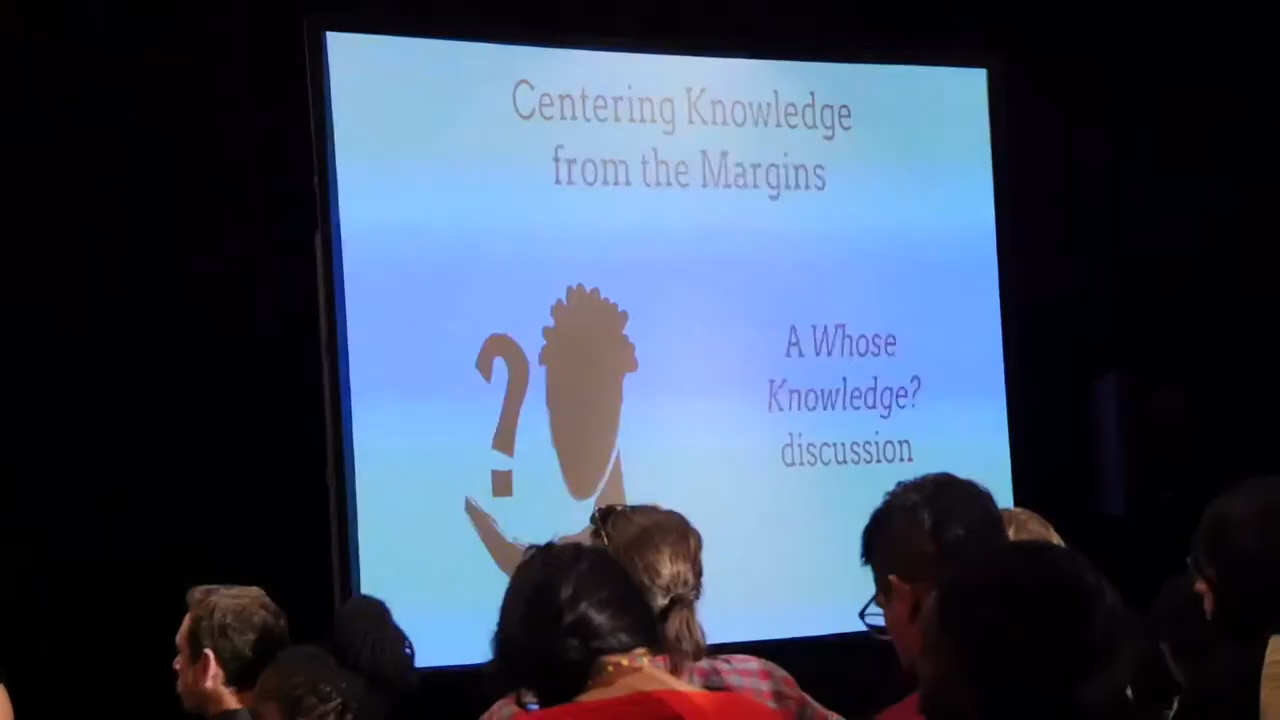 Centering Knowledge
from the Margins
?
A Whose
Knowledge?
discussion